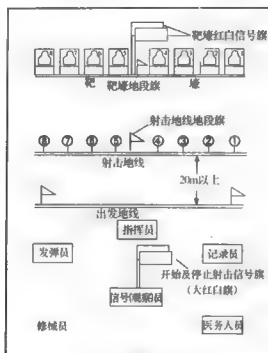 靶壕红白信号旗
靶 靶壕地段旗 壕
射击地线地段旗
⑧ ⑦ ⑥ ⑤ ④ ③ ② ①
射击地线
20m以上
出发地线
指挥员
发弹员 记录员
开始及停止射击信号旗
(大红白旗)
信号(观察)员
修械员 医务人员